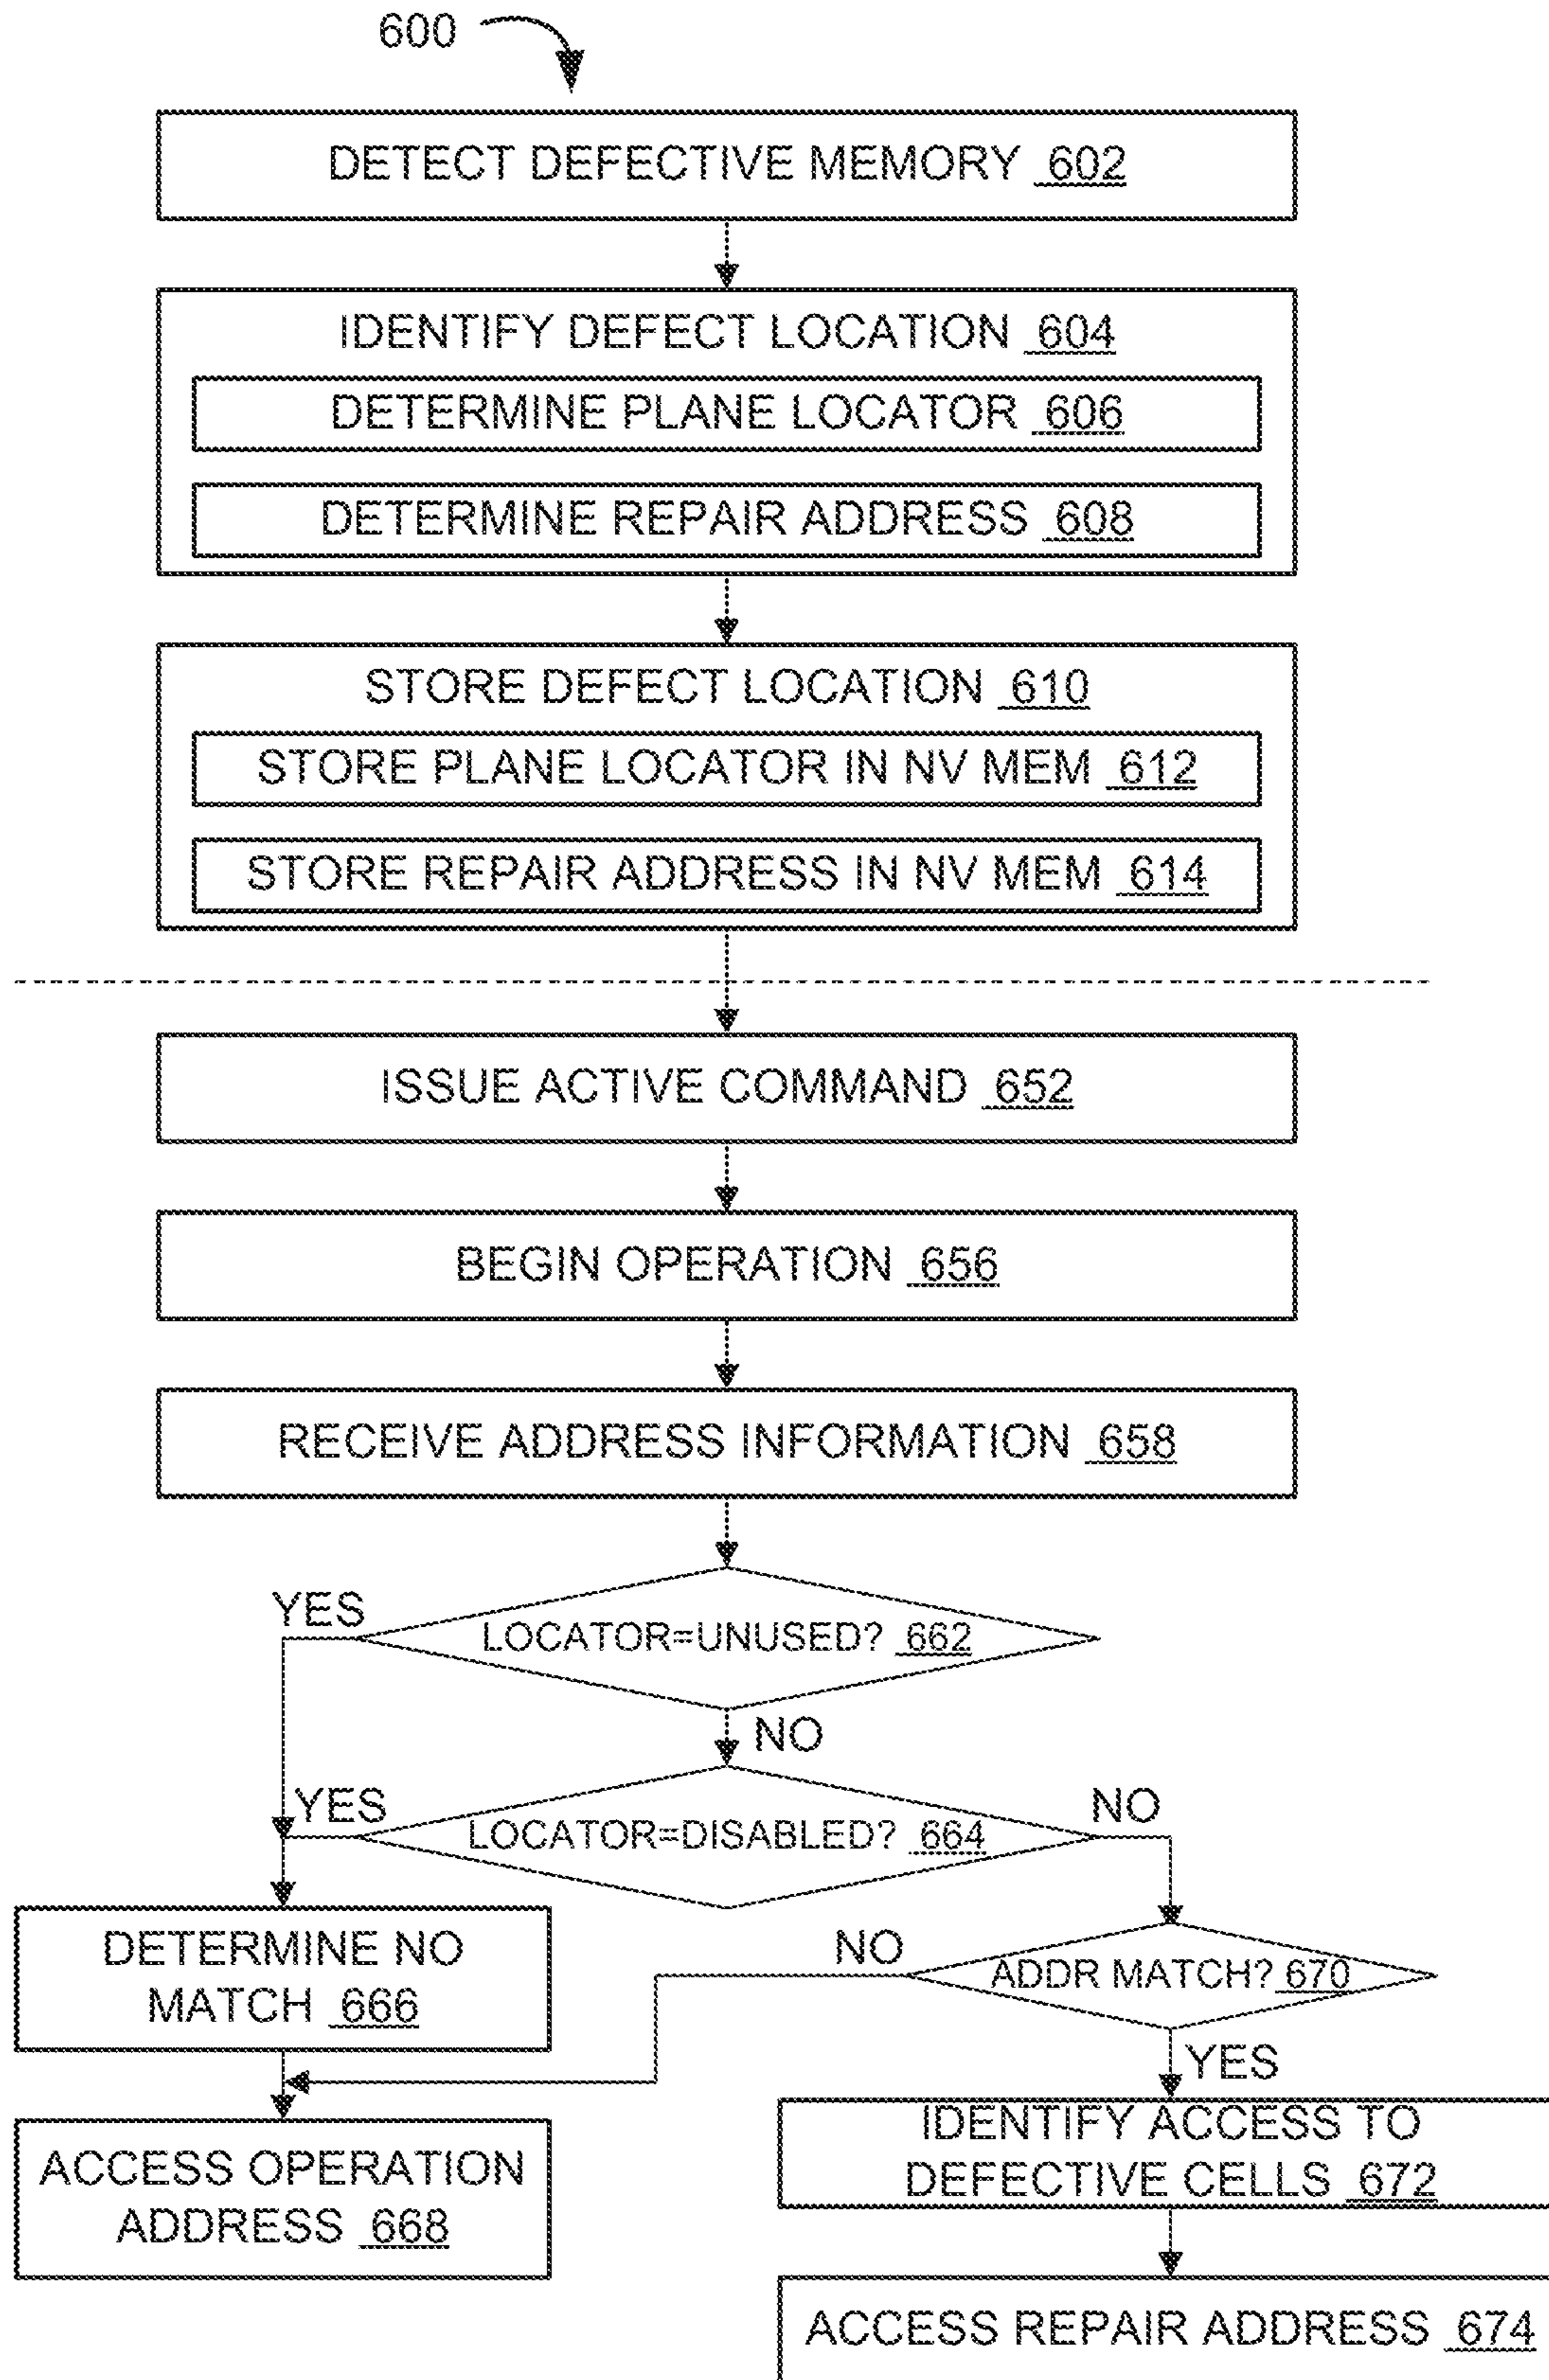 600
DETECT DEFECTIVE MEMORY 602
IDENTIFY DEFECT LOCATION 604
DETERMINE PLANE LOCATOR 606
DETERMINE REPAIR ADDRESS 608
STORE DEFECT LOCATION 610
STORE PLANE LOCATOR IN NV MEM 612
STORE REPAIR ADDRESS IN NV MEM 614
ISSUE ACTIVE COMMAND 652
BEGIN OPERATION 656
RECEIVE ADDRESS INFORMATION 658
YES
LOCATOR=UNUSED? 662
NO
YES
LOCATOR=DISABLED? 664
NO
DETERMINE NO
MATCH 666
NO
ADDR MATCH? 670
YES
ACCESS OPERATION
ADDRESS 668
IDENTIFY ACCESS TO
DEFECTIVE CELLS 672
ACCESS REPAIR ADDRESS 674